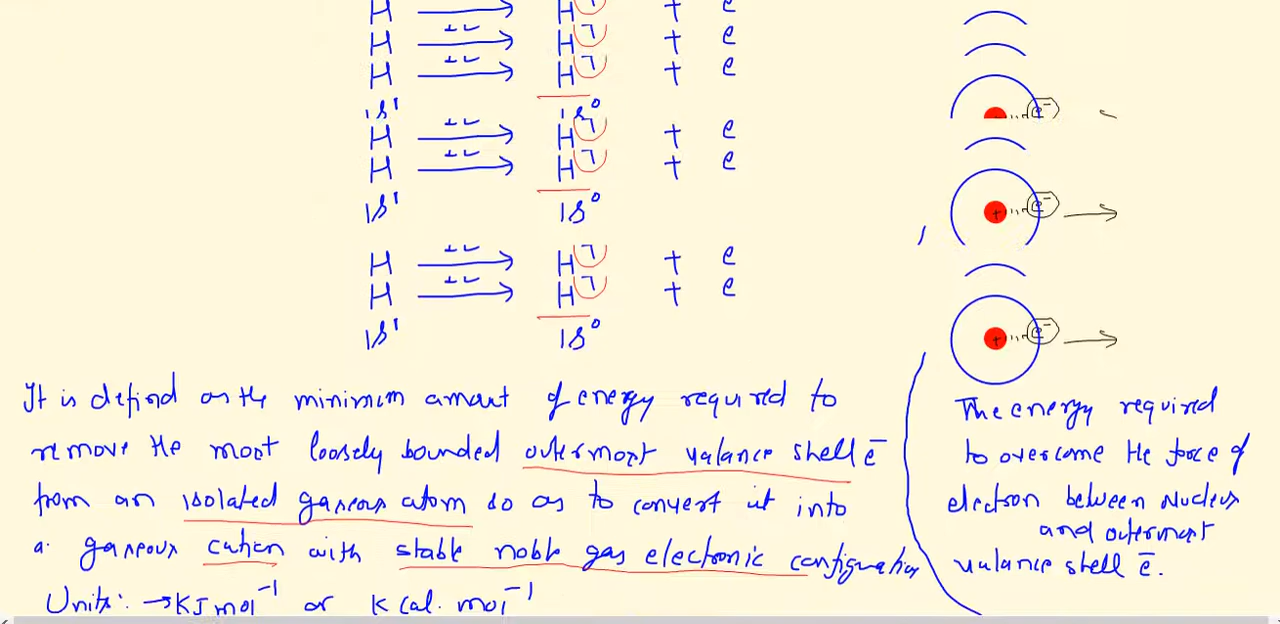 H → H + e
H → H + e
H → H + e
1s¹ 1s⁰
H → H + e
H → H + e
1s¹ 1s⁰
H → H + e
H → H + e
1s¹ 1s⁰
e⁻
+ e⁻
+ e⁻
It is defind as the minimum amount of energy required to
remove the most loosely bounded outermost valance shell e̅
from an isolated gaseous atom so as to convert it into
a gaseous cation with stable noble gas electronic configuration
Units: → KJ mol⁻¹ or K Cal. mol⁻¹
The energy required
to overcome the force of
electron between Nucleus
and outermost
valance shell e̅.